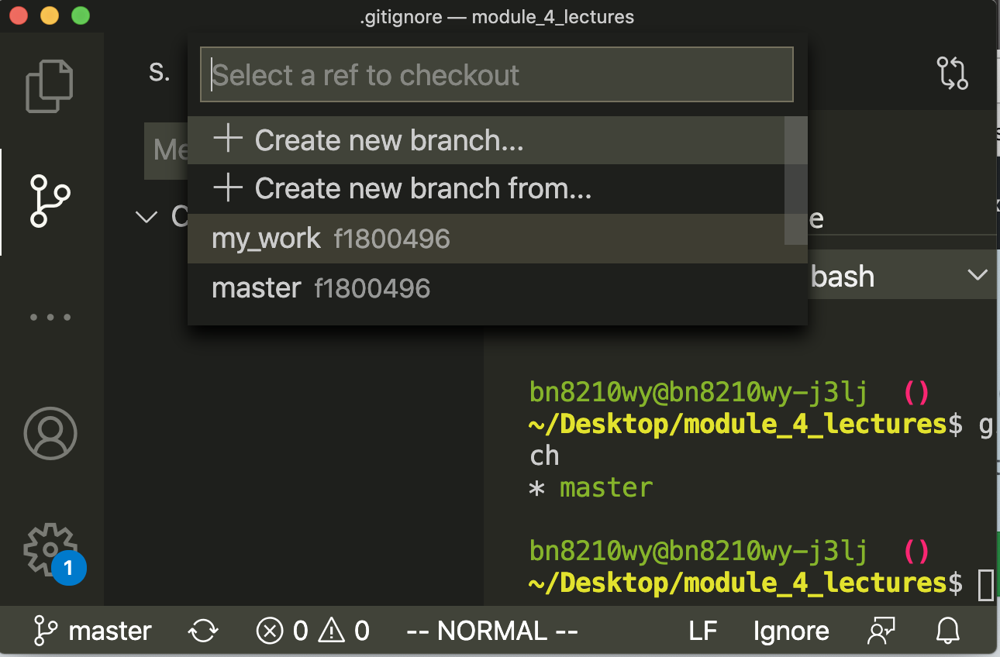 .gitignore — module_4_lectures
S.
Select a ref to checkout
Create new branch...
Me
Create new branch from...
C
e
my_work f1800496
bash
master f1800496
bn8210wy@bn8210wy-j3lj ()
~/Desktop/module_4_lectures$ g
ch
* master
bn8210wy@bn8210wy-j3lj ()
~/Desktop/module_4_lectures$
1
master 0 0 -- NORMAL -- LF Ignore